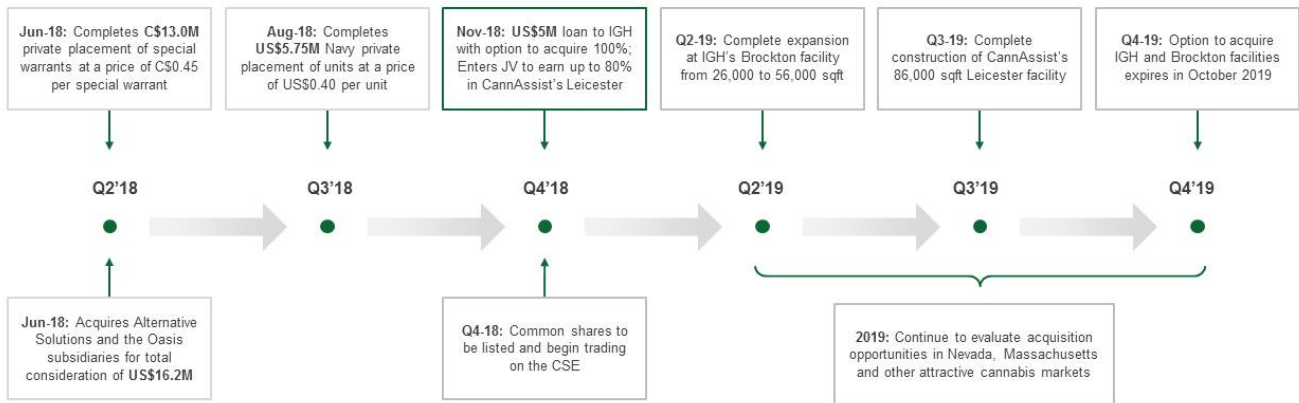 Jun-18: Completes C$13.0M
private placement of special
warrants at a price of C$0.45
per special warrant
Aug-18: Completes
US$5.75M Navy private
placement of units at a price
of US$0.40 per unit
Nov-18: US$5M loan to IGH
with option to acquire 100%;
Enters JV to earn up to 80%
in CannAssist’s Leicester
Q2-19: Complete expansion
at IGH’s Brockton facility
from 26,000 to 56,000 sqft
Q3-19: Complete
construction of CannAssist’s
86,000 sqft Leicester facility
Q4-19: Option to acquire
IGH and Brockton facilities
expires in October 2019
Q2’18
Q3’18
Q4’18
Q2’19
Q3’19
Q4’19
Jun-18: Acquires Alternative
Solutions and the Oasis
subsidiaries for total
consideration of US$16.2M
Q4-18: Common shares to
be listed and begin trading
on the CSE
2019: Continue to evaluate acquisition
opportunities in Nevada, Massachusetts
and other attractive cannabis markets